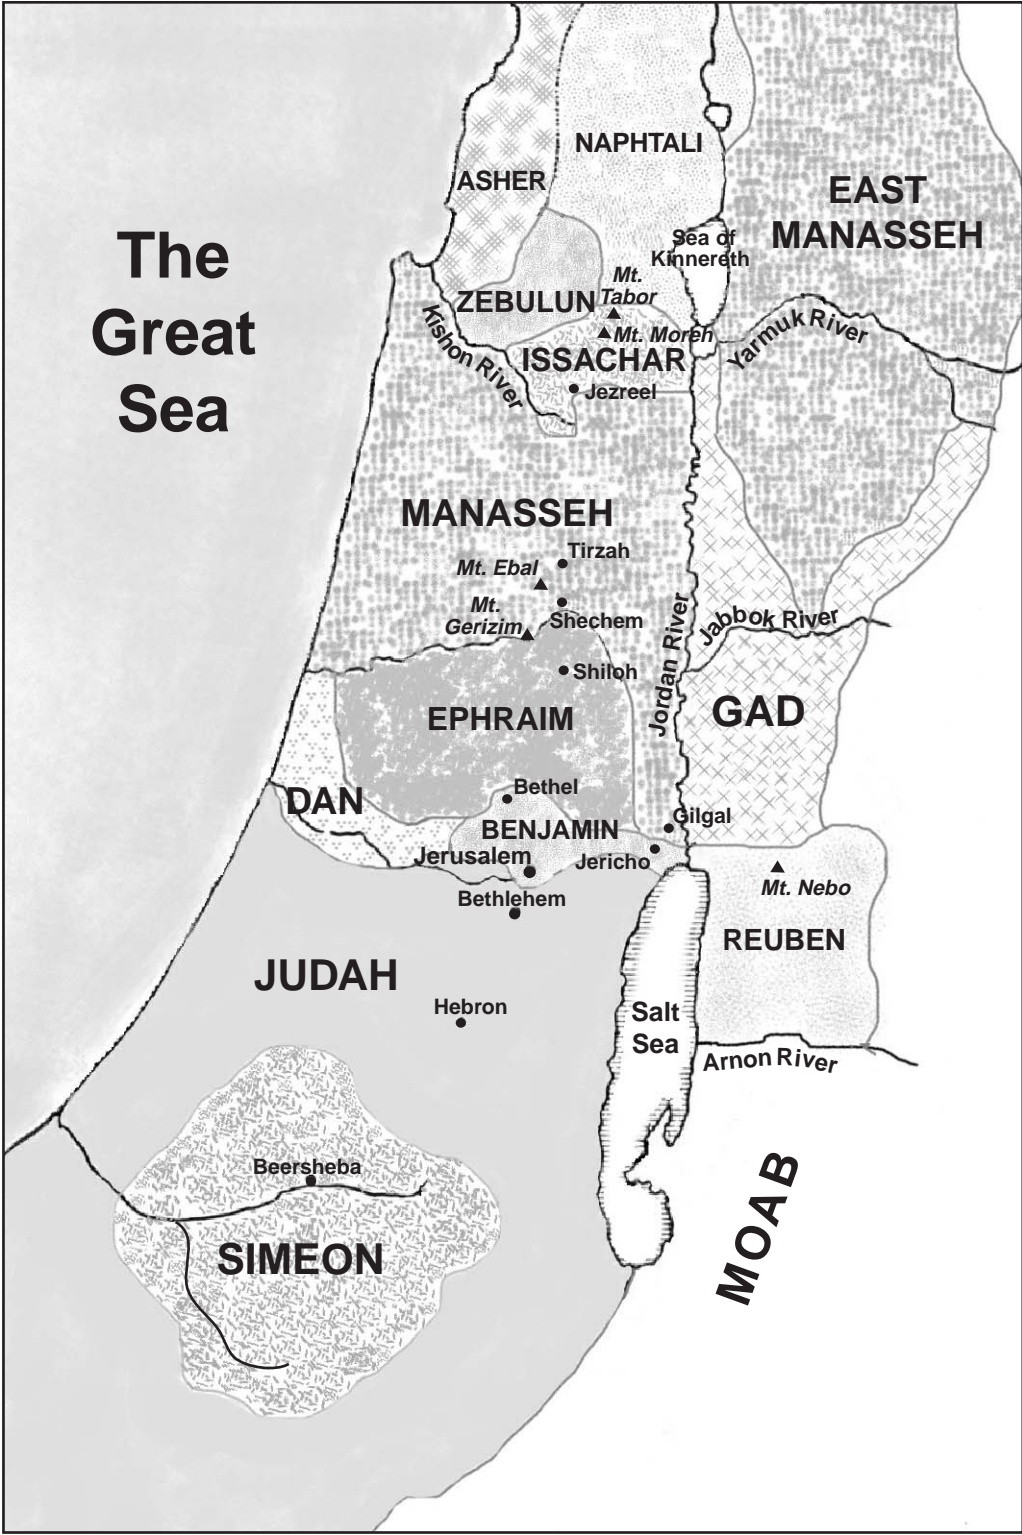 NAPHTALI
ASHER
EAST
MANASSEH
The
Great
Sea
Sea of
Kinnereth
Mt.
Tabor
ZEBULUN
Kishon River
Mt. Moreh
Yarmuk River
ISSACHAR
Jezreel
MANASSEH
Tirzah
Mt. Ebal
Mt.
Gerizim
Shechem
Jabbok River
Jordan River
Shiloh
EPHRAIM
GAD
Bethel
DAN
Gilgal
BENJAMIN
Jerusalem
Jericho
Mt. Nebo
Bethlehem
REUBEN
JUDAH
Hebron
Salt
Sea
Arnon River
Beersheba
MOAB
SIMEON